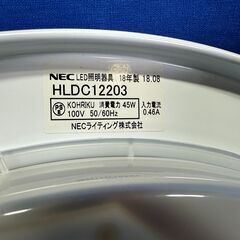 NEC LED照明器具 18年製 18.08
HLDC12203
KOHRIKU 消費電力 45W 入力電流
100V 50/60Hz 0.46A
NECライティング株式会社